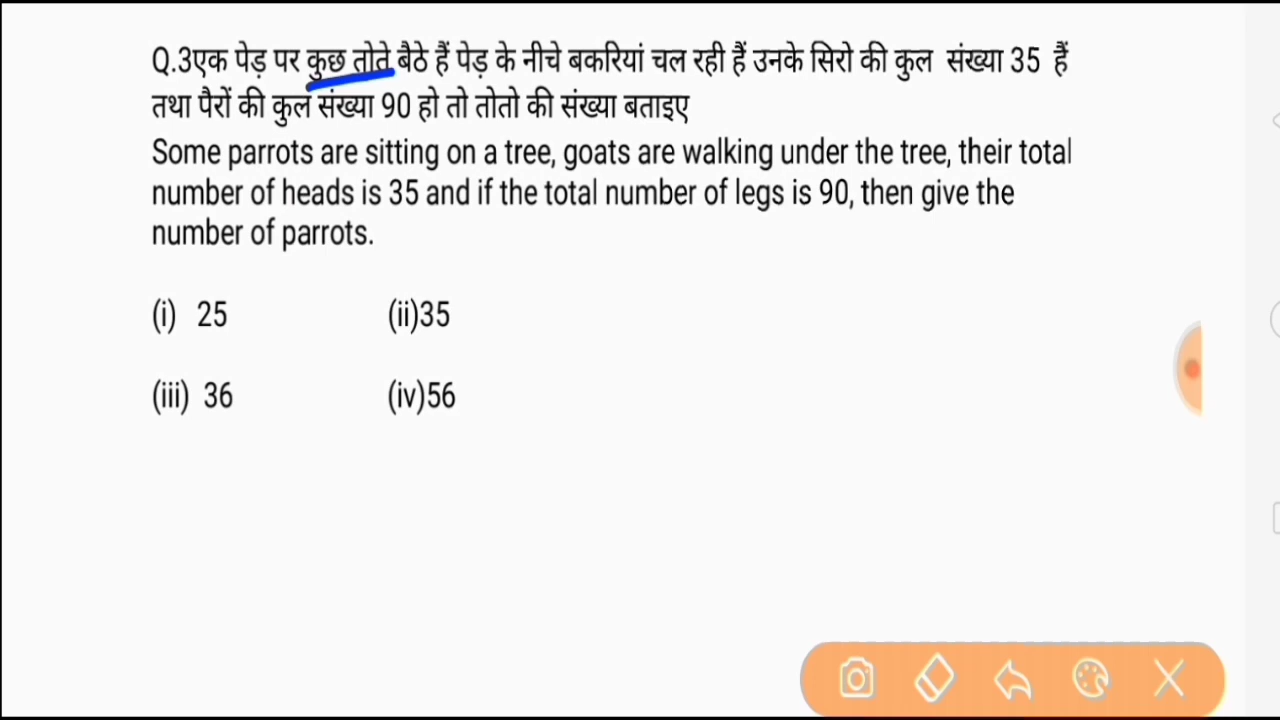 Q.3एक पेड़ पर कुछ तोते बैठे हैं पेड़ के नीचे बकरियां चल रही हैं उनके सिरो की कुल संख्या 35 हैं
तथा पैरों की कुल संख्या 90 हो तो तोतो की संख्या बताइए
Some parrots are sitting on a tree, goats are walking under the tree, their total
number of heads is 35 and if the total number of legs is 90, then give the
number of parrots.
(i) 25 (ii)35
(iii) 36 (iv)56